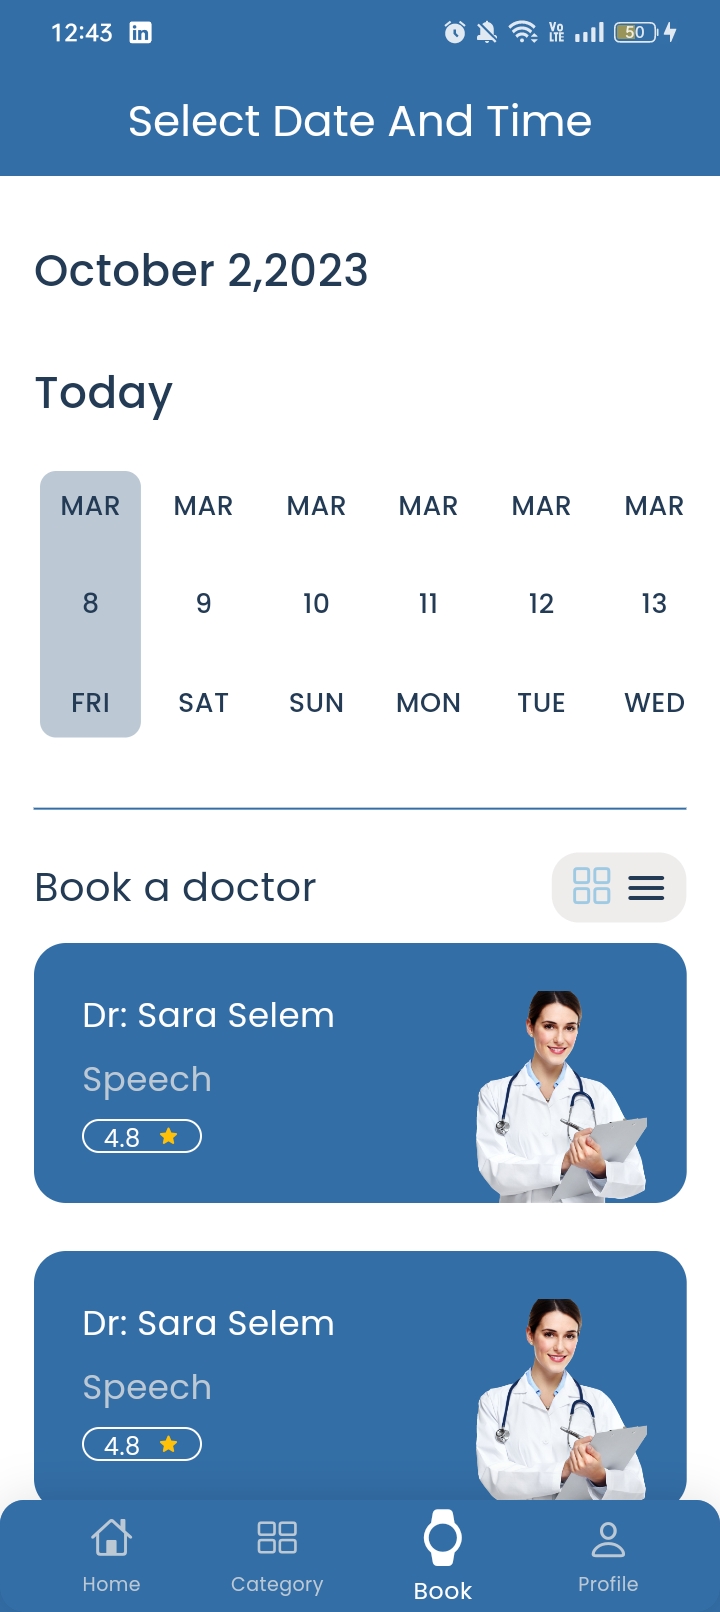 12:43 in Vo LTE 50
Select Date And Time
October 2,2023
Today
MAR MAR MAR MAR MAR MAR
8 9 10 11 12 13
FRI SAT SUN MON TUE WED
Book a doctor
Dr: Sara Selem
Speech
4.8
Dr: Sara Selem
Speech
4.8
Home Category Book Profile